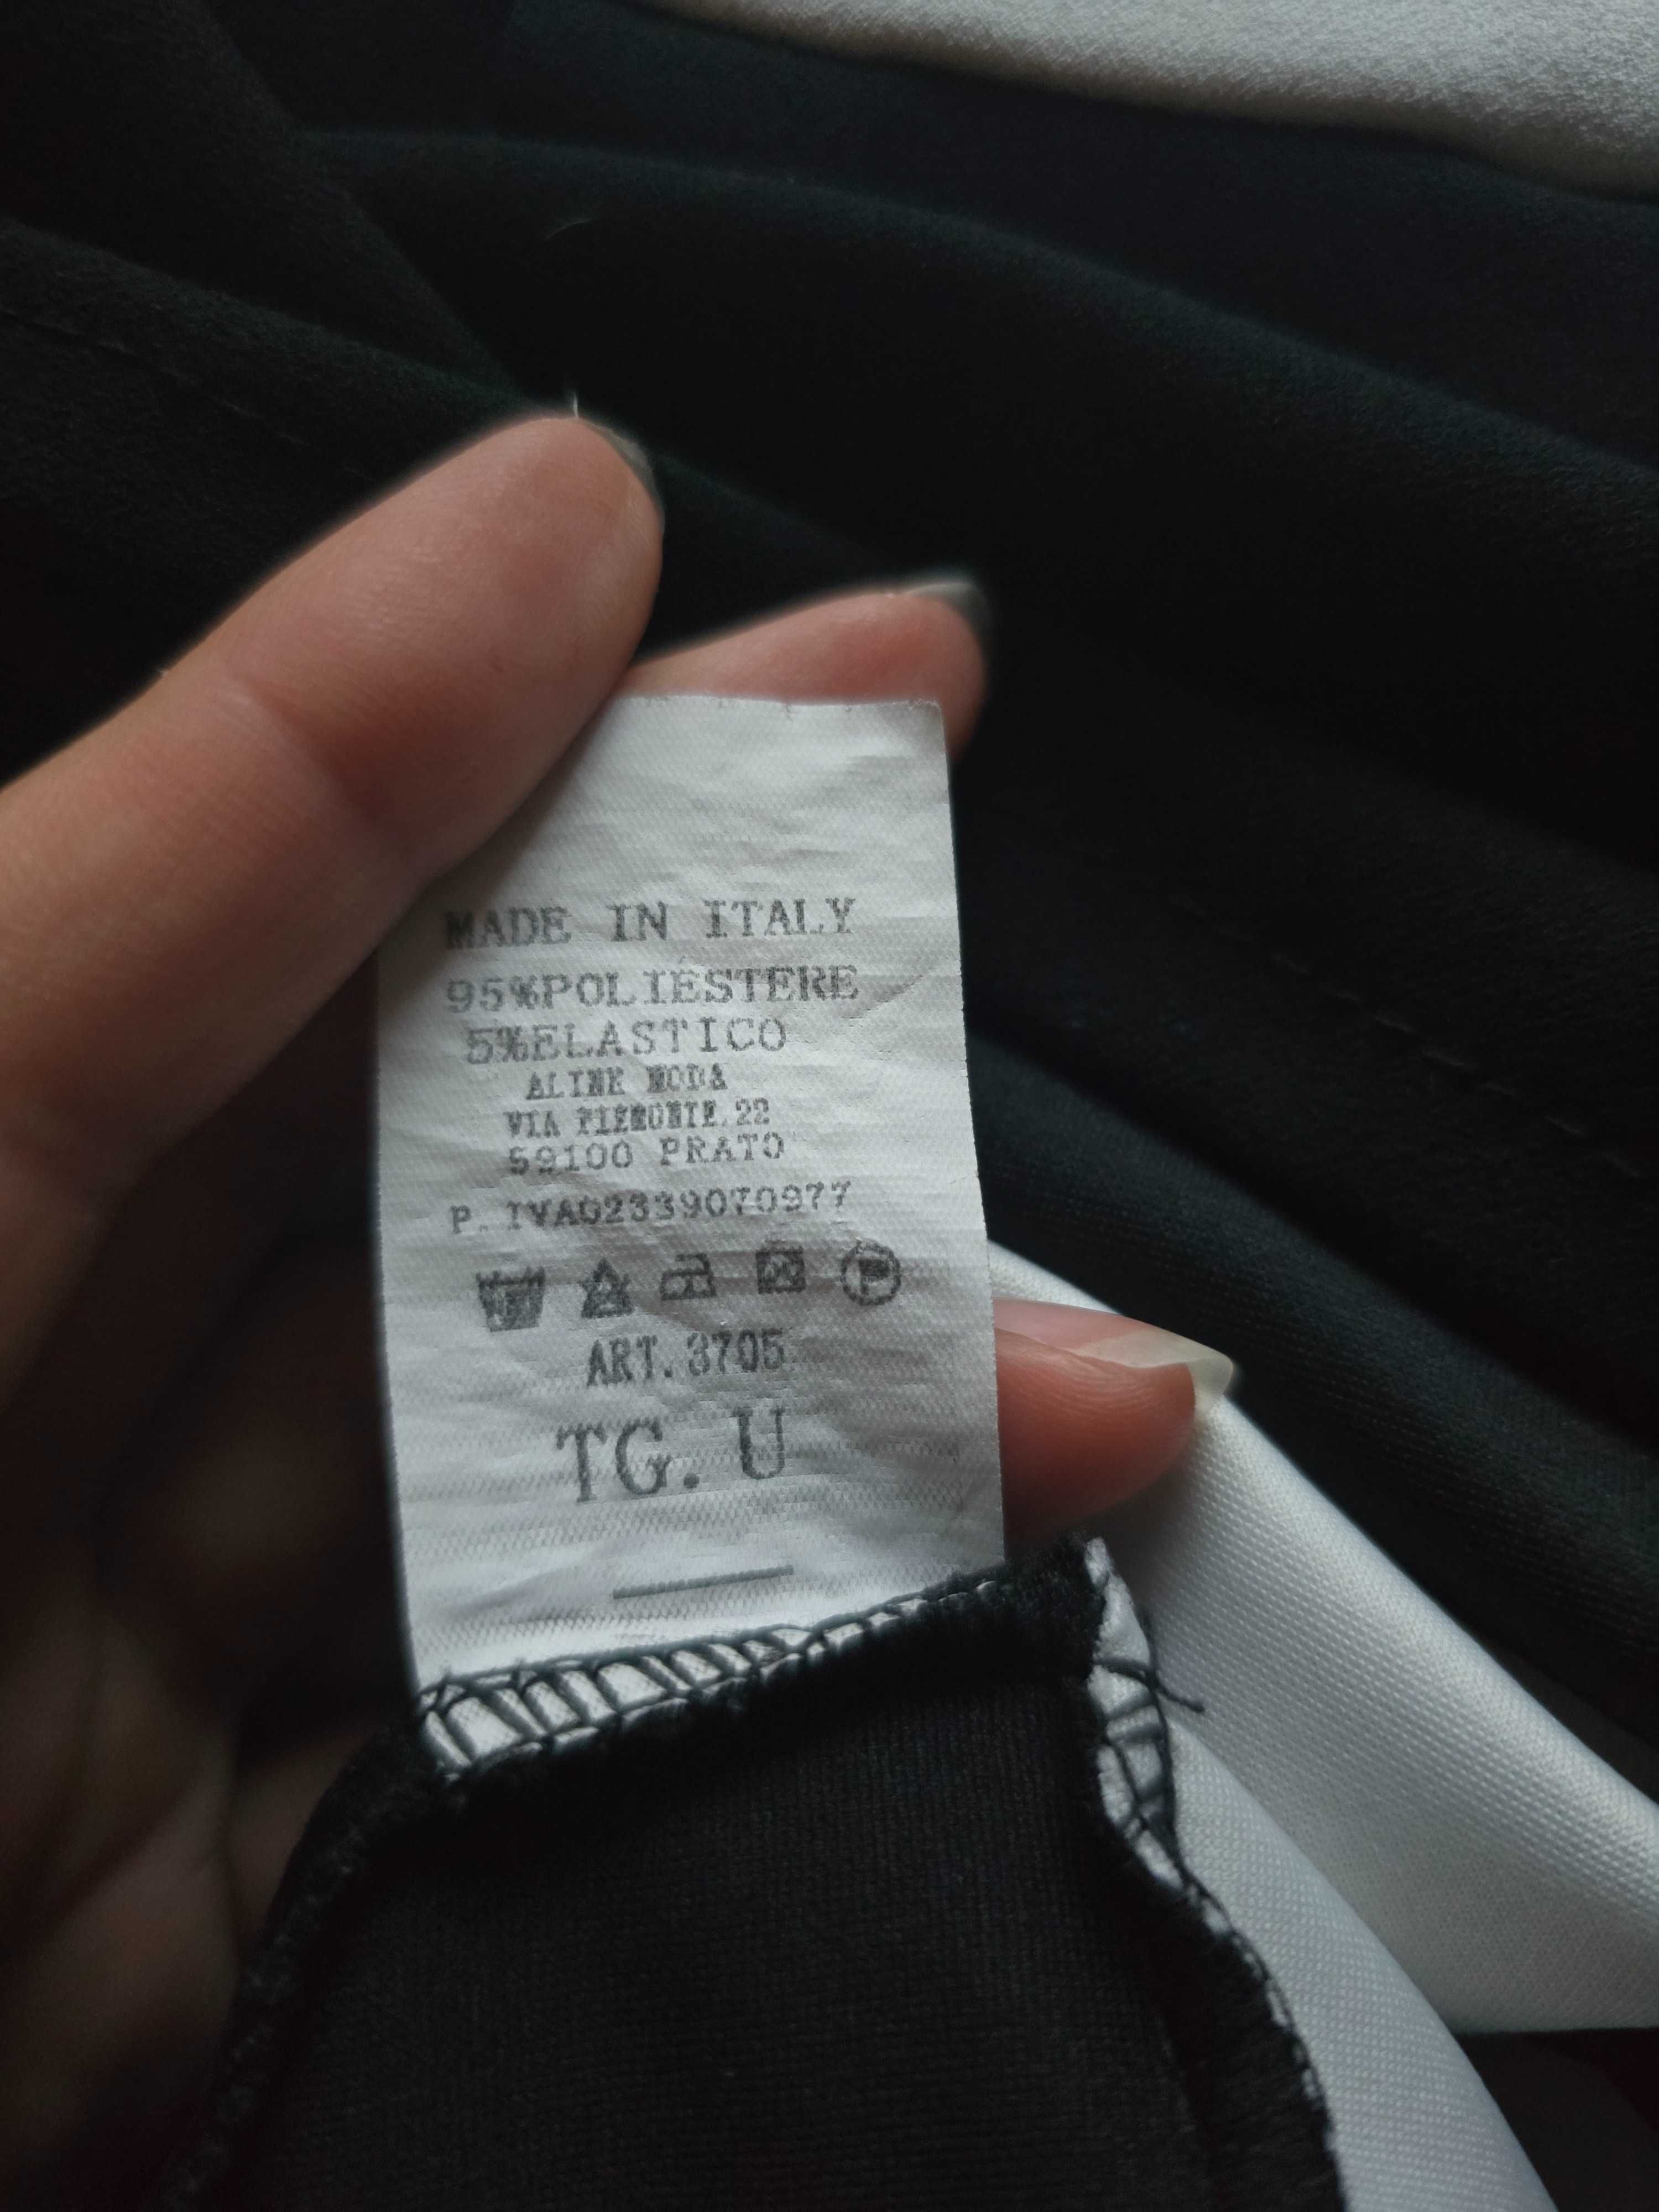 MADE IN ITALY
95%POLIESTERE
5%ELASTICO
ALINE MODA
VIA PIEMONTE.22
59100 PRATO
P. IVA02339070977
P
ART. 3705
TG. U